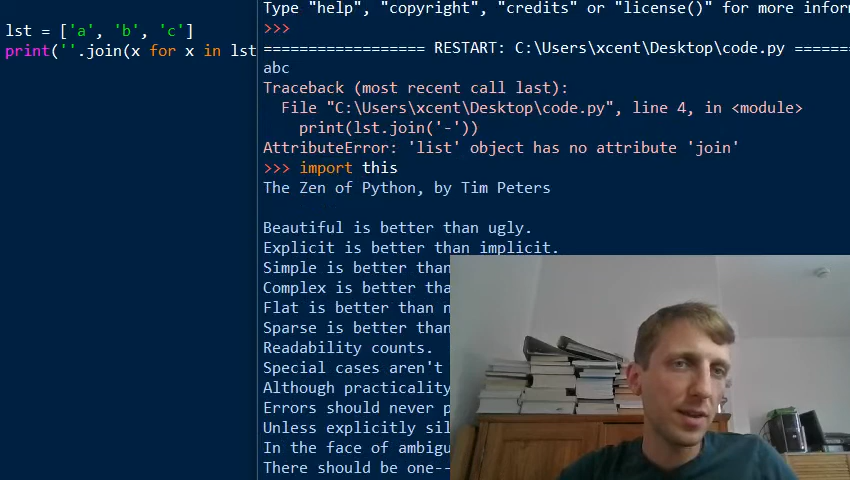 lst = ['a', 'b', 'c']
print(''.join(x for x in lst
Type "help", "copyright", "credits" or "license()" for more
>>>
================== RESTART: C:\Users\xcent\Desktop\code.py ======
abc
Traceback (most recent call last):
File "C:\Users\xcent\Desktop\code.py", line 4, in <module>
print(lst.join('-'))
AttributeError: 'list' object has no attribute 'join'
>>> import this
The Zen of Python, by Tim Peters
Beautiful is better than ugly.
Explicit is better than implicit.
Simple is better than
Complex is better
Flat is better than
Sparse is better than
Readability counts.
Special cases aren't
Although practicality
Errors should never
Unless explicitly
In the face of
There should be one--